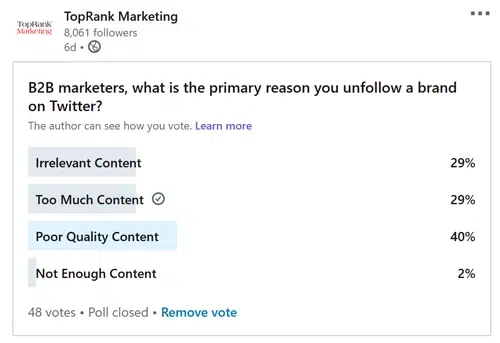 TopRank
Marketing
TopRank Marketing
8,061 followers
6d •
B2B marketers, what is the primary reason you unfollow a brand
on Twitter?
The author can see how you vote. Learn more
Irrelevant Content 29%
Too Much Content 29%
Poor Quality Content 40%
Not Enough Content 2%
48 votes • Poll closed • Remove vote